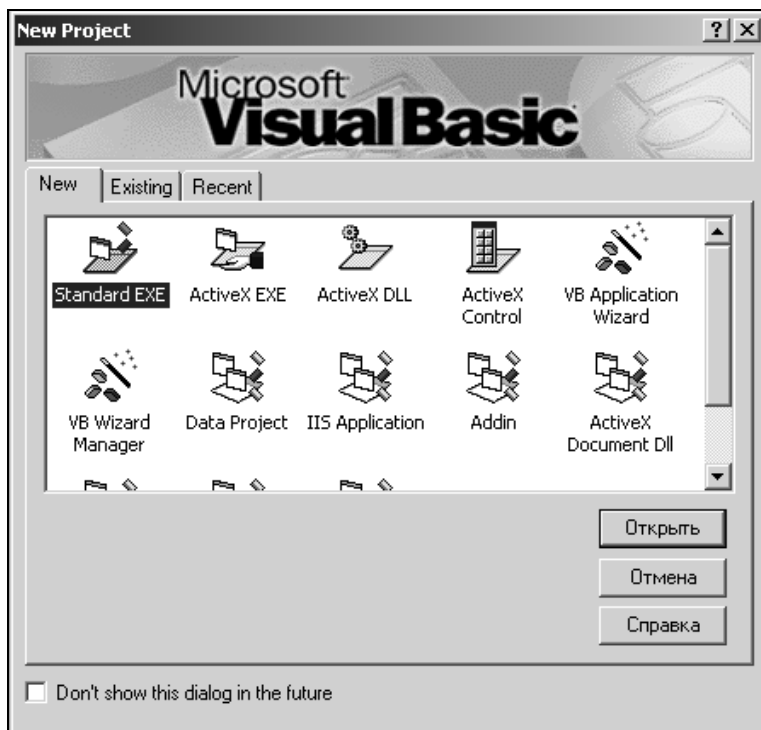 New Project
Microsoft
Visual Basic
New Existing Recent
Standard EXE ActiveX EXE ActiveX DLL ActiveX Control VB Application Wizard
VB Wizard Manager Data Project IIS Application Addin ActiveX Document Dll
Открыть
Отмена
Справка
Don't show this dialog in the future